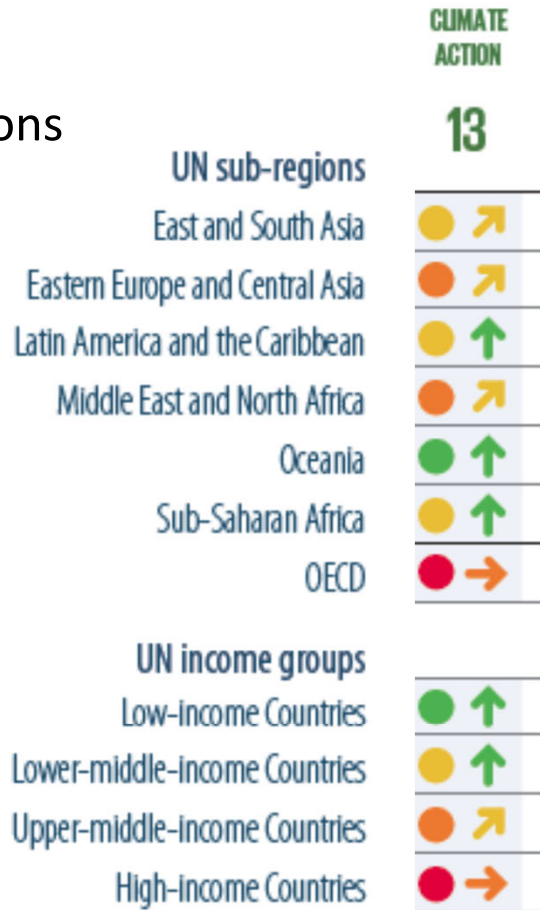 CLIMATE
ACTION
13
ons
UN sub-regions
East and South Asia
Eastern Europe and Central Asia
Latin America and the Caribbean
Middle East and North Africa
Oceania
Sub-Saharan Africa
OECD
UN income groups
Low-income Countries
Lower-middle-income Countries
Upper-middle-income Countries
High-income Countries